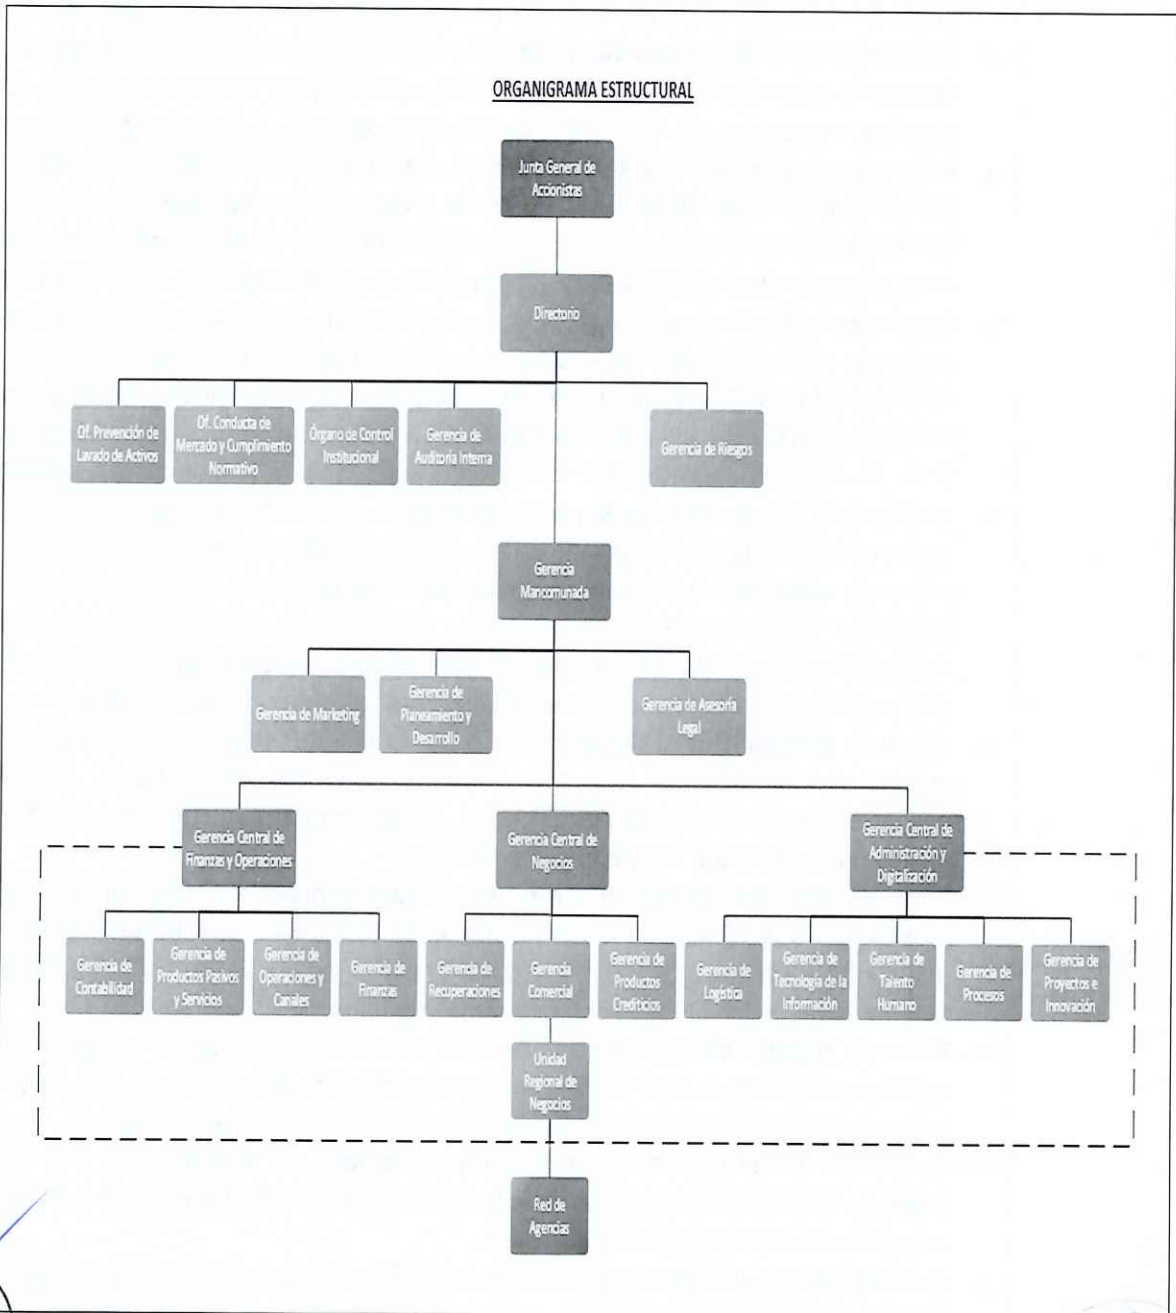 ORGANIGRAMA ESTRUCTURAL
Junta General de
Accionistas
Directorio
Of. Prevención de
Lavado de Activos
Of. Conducta de
Mercado y Cumplimiento
Normativo
Órgano de Control
Institucional
Gerencia de
Auditoría Interna
Gerencia de Riesgos
Gerencia
Mancomunada
Gerencia de Marketing
Gerencia de
Planeamiento y
Desarrollo
Gerencia de Asesoría
Legal
Gerencia Central de
Finanzas y Operaciones
Gerencia Central de
Negocios
Gerencia Central de
Administración y
Digitalización
Gerencia de
Contabilidad
Gerencia de
Productos Pasivos
y Servicios
Gerencia de
Operaciones y
Canales
Gerencia de
Finanzas
Gerencia de
Recuperaciones
Gerencia
Comercial
Gerencia de
Productos
Crediticios
Gerencia de
Logística
Gerencia de
Tecnología de la
Información
Gerencia de
Talento
Humano
Gerencia de
Procesos
Gerencia de
Proyectos e
Innovación
Unidad
Regional de
Negocios
Red de
Agencias